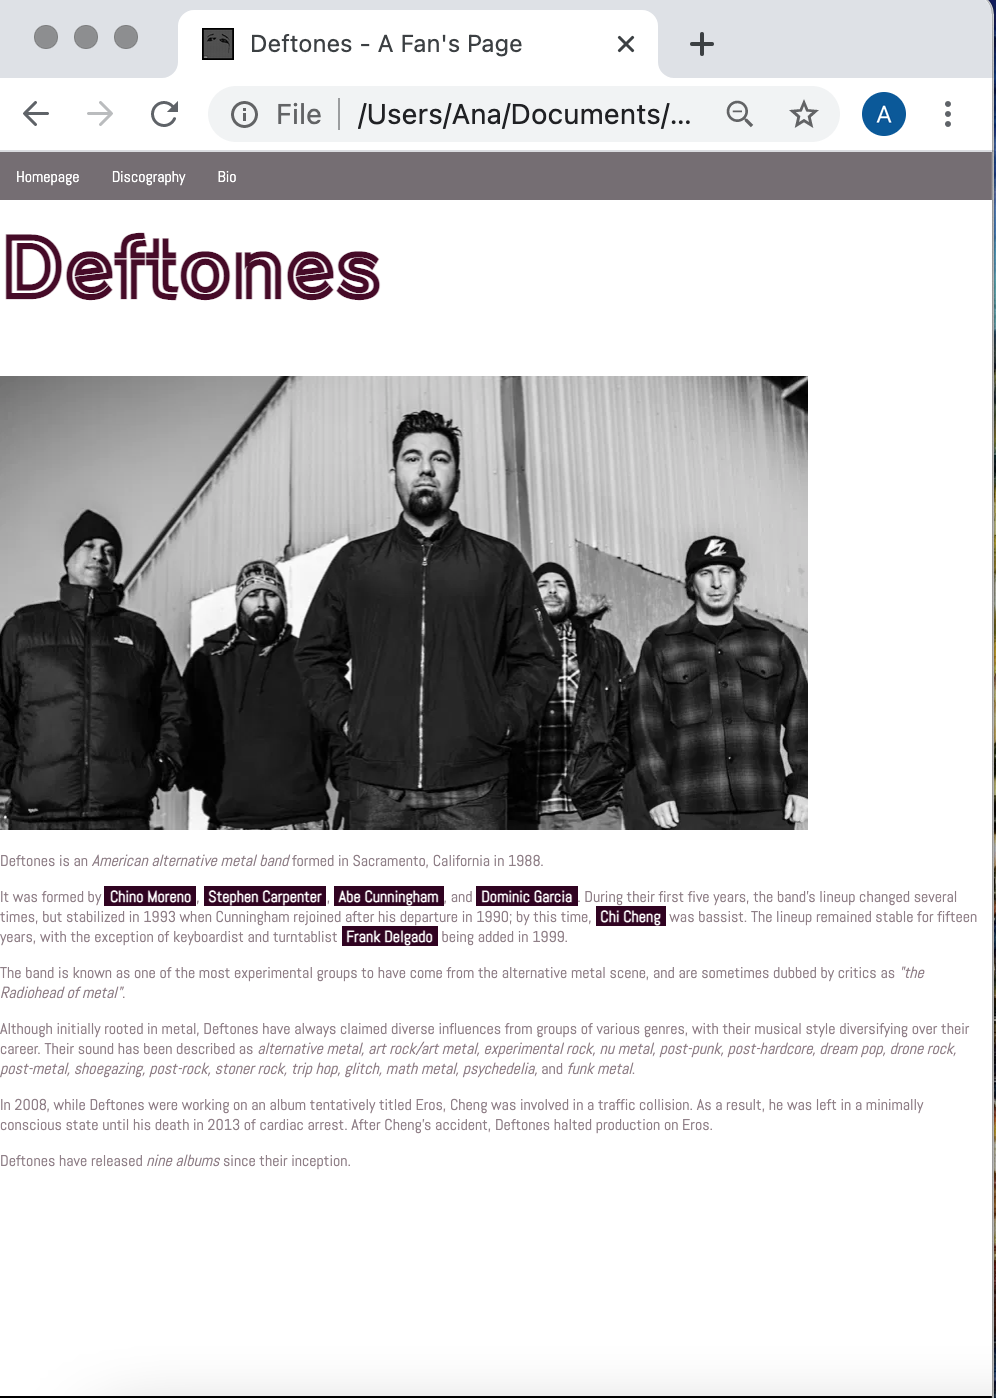 Deftones - A Fan's Page
File /Users/Ana/Documents/...
A
Homepage Discography Bio
Deftones
Deftones is an American alternative metal band formed in Sacramento, California in 1988.
It was formed by Chino Moreno, Stephen Carpenter, Abe Cunningham, and Dominic Garcia. During their first five years, the band's lineup changed several
times, but stabilized in 1993 when Cunningham rejoined after his departure in 1990; by this time, Chi Cheng was bassist. The lineup remained stable for fifteen
years, with the exception of keyboardist and turntablist Frank Delgado being added in 1999.
The band is known as one of the most experimental groups to have come from the alternative metal scene, and are sometimes dubbed by critics as "the
Radiohead of metal".
Although initially rooted in metal, Deftones have always claimed diverse influences from groups of various genres, with their musical style diversifying over their
career. Their sound has been described as alternative metal, art rock/art metal, experimental rock, nu metal, post-punk, post-hardcore, dream pop, drone rock,
post-metal, shoegazing, post-rock, stoner rock, trip hop, glitch, math metal, psychedelia, and funk metal.
In 2008, while Deftones were working on an album tentatively titled Eros, Cheng was involved in a traffic collision. As a result, he was left in a minimally
conscious state until his death in 2013 of cardiac arrest. After Cheng's accident, Deftones halted production on Eros.
Deftones have released nine albums since their inception.